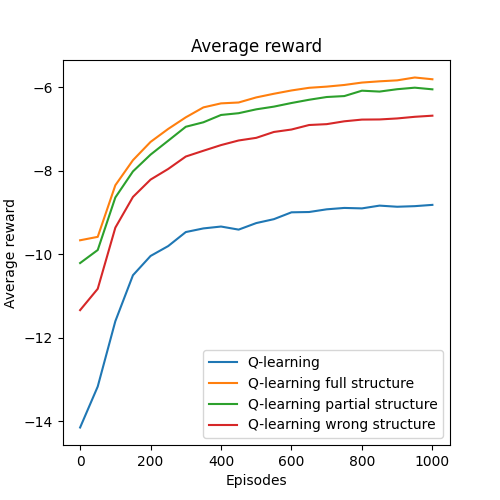 Average reward
Average reward
−6
−8
−10
−12
−14
Q-learning
Q-learning full structure
Q-learning partial structure
Q-learning wrong structure
0 200 400 600 800 1000
Episodes